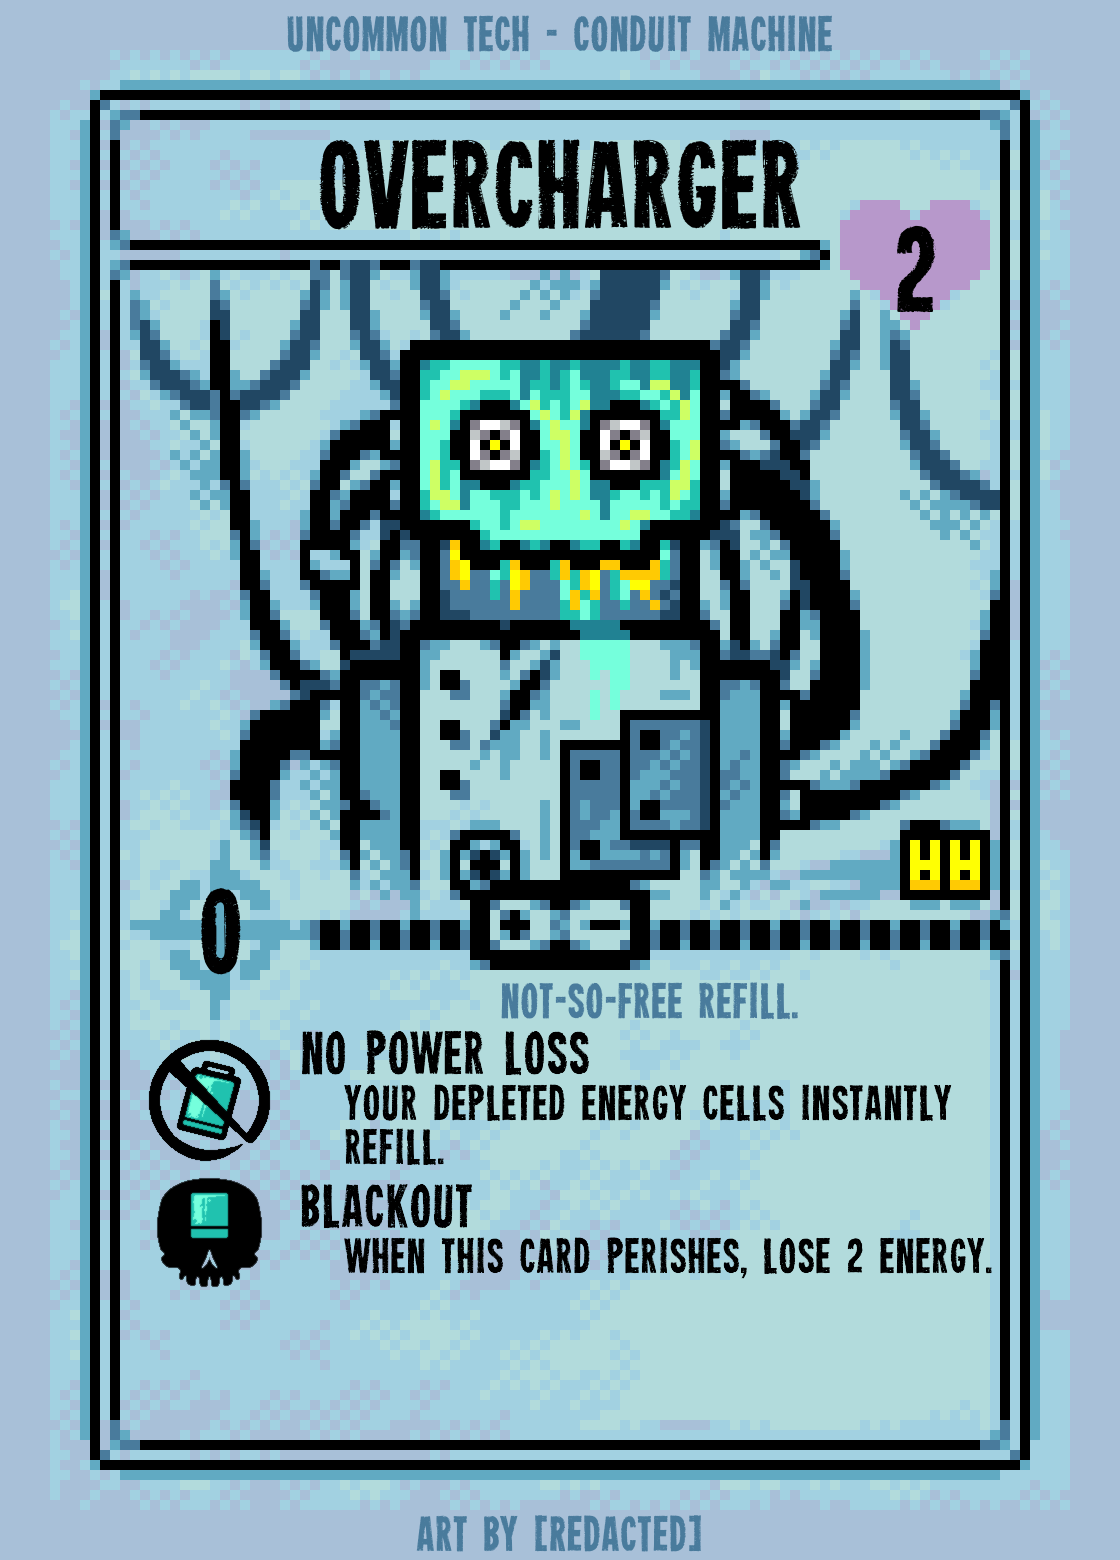 UNCOMMON TECH - CONDUIT MACHINE
OVERCHARGER
2
0
NOT-SO-FREE REFILL.
NO POWER LOSS
YOUR DEPLETED ENERGY CELLS INSTANTLY
REFILL.
BLACKOUT
WHEN THIS CARD PERISHES, LOSE 2 ENERGY.
ART BY [REDACTED]